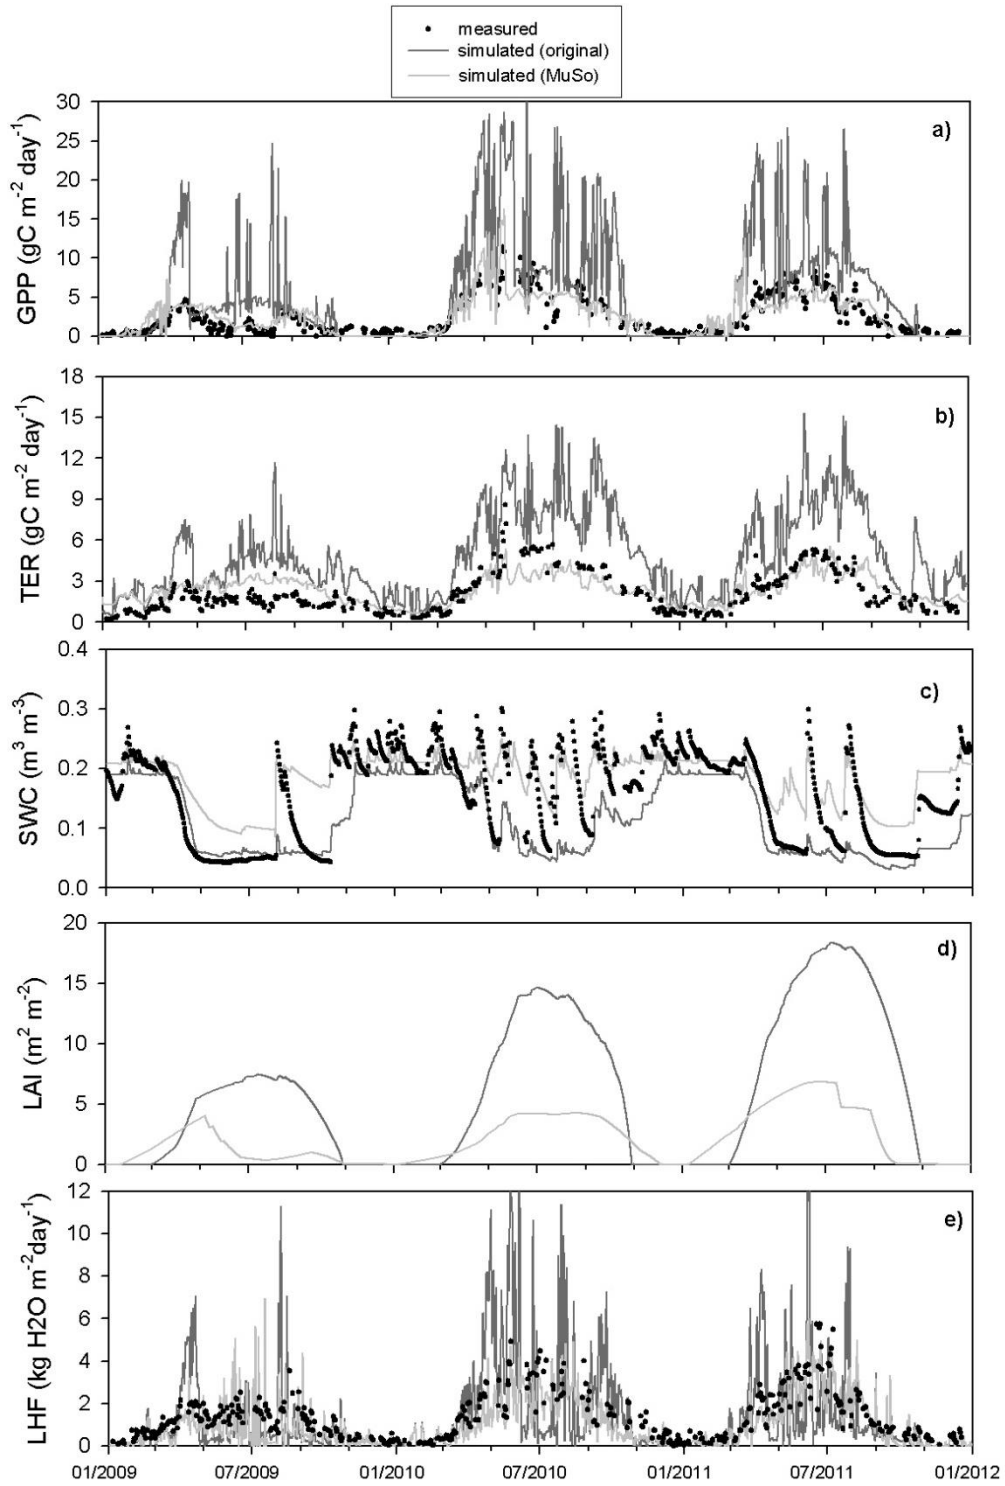 measured
simulated (original)
simulated (MuSo)
30
25
20
15
10
5
0
GPP (gC m⁻² day⁻¹)
a)
18
15
12
9
6
3
0
TER (gC m⁻² day⁻¹)
b)
0.4
0.3
0.2
0.1
0.0
SWC (m³ m⁻³)
c)
20
15
10
5
0
LAI (m² m⁻²)
d)
12
10
8
6
4
2
0
LHF (kg H2O m⁻²day⁻¹)
e)
01/2009 07/2009 01/2010 07/2010 01/2011 07/2011 01/2012